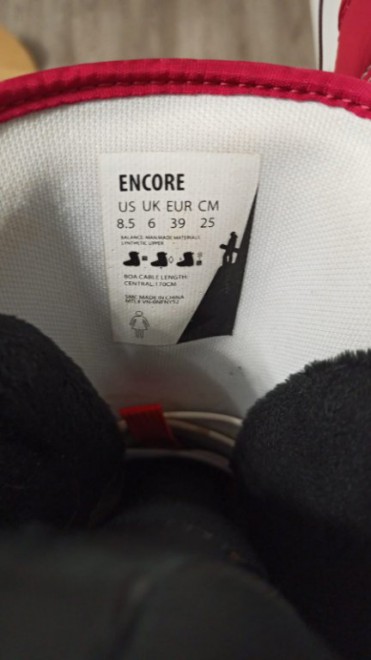 ENCORE
US UK EUR CM
8.5 6 39 25
BALANCE MAN MADE MATERIALS
SYNTHETIC UPPER
BOA CABLE LENGTH:
CENTRAL:170CM
MADE IN CHINA